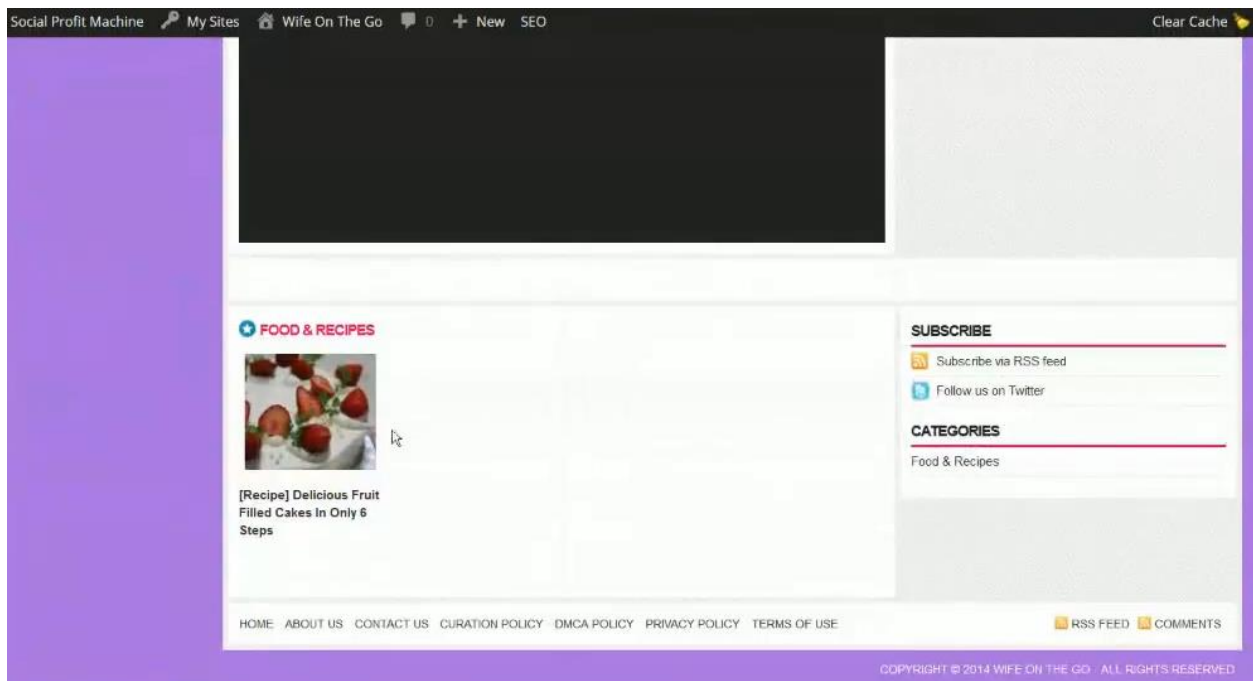 Social Profit Machine My Sites Wife On The Go 0 New SEO Clear Cache
FOOD & RECIPES
[Recipe] Delicious Fruit
Filled Cakes In Only 6
Steps
SUBSCRIBE
Subscribe via RSS feed
Follow us on Twitter
CATEGORIES
Food & Recipes
HOME ABOUT US CONTACT US CURATION POLICY DMCA POLICY PRIVACY POLICY TERMS OF USE RSS FEED COMMENTS
COPYRIGHT © 2014 WIFE ON THE GO . ALL RIGHTS RESERVED